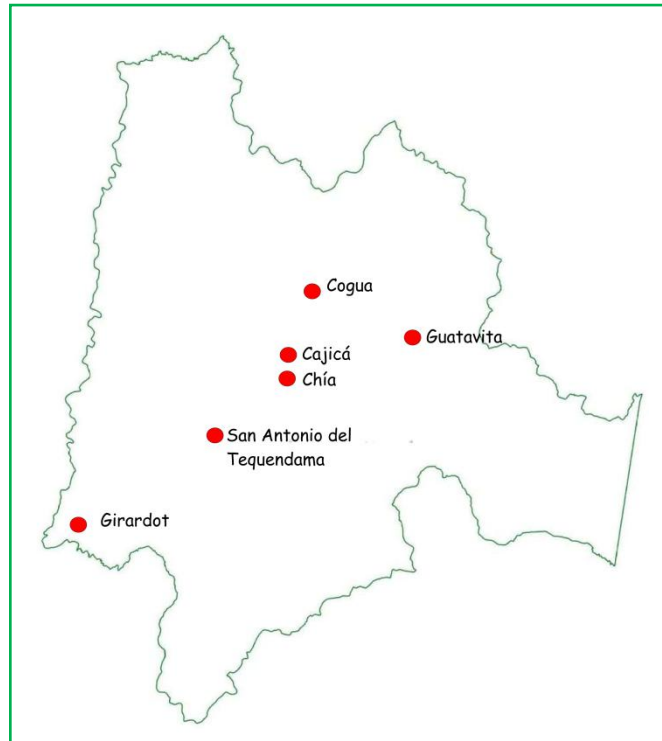 Cogua
Guatavita
Cajicá
Chía
San Antonio del
Tequendama
Girardot